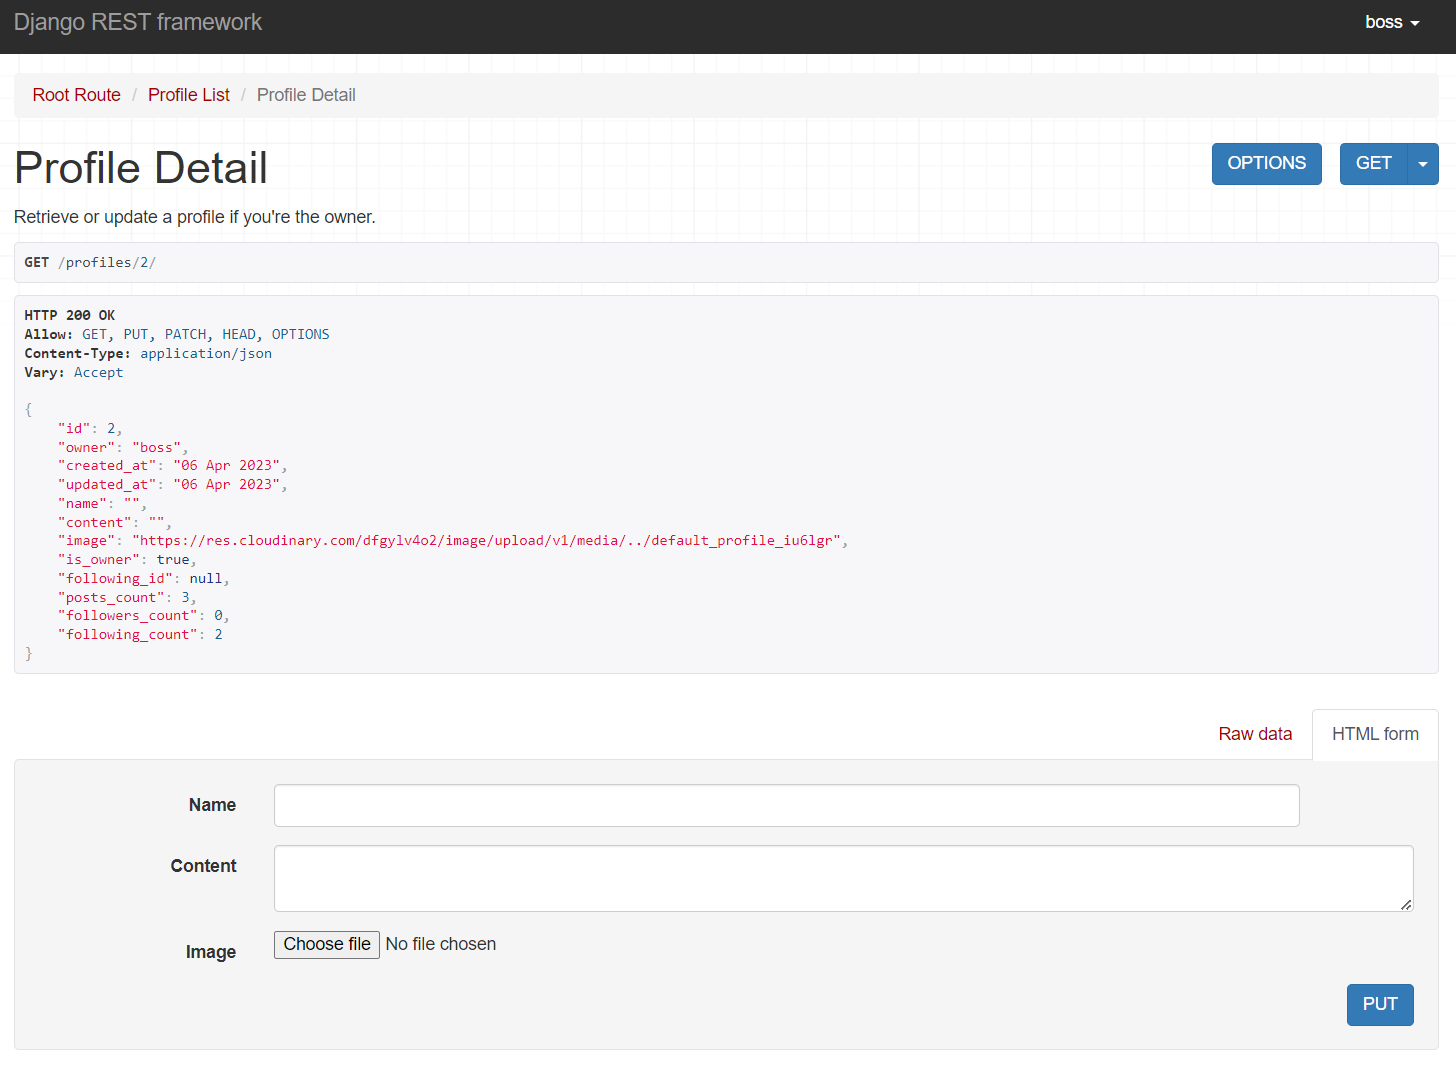 Django REST framework
boss
Root Route / Profile List / Profile Detail
Profile Detail
OPTIONS
GET
Retrieve or update a profile if you're the owner.
GET /profiles/2/
HTTP 200 OK
Allow: GET, PUT, PATCH, HEAD, OPTIONS
Content-Type: application/json
Vary: Accept
{
"id": 2,
"owner": "boss",
"created_at": "06 Apr 2023",
"updated_at": "06 Apr 2023",
"name": "",
"content": "",
"image": "https://res.cloudinary.com/dfgylv4o2/image/upload/v1/media/../default_profile_iu6lgr",
"is_owner": true,
"following_id": null,
"posts_count": 3,
"followers_count": 0,
"following_count": 2
}
Raw data
HTML form
Name
Content
Image
Choose file No file chosen
PUT